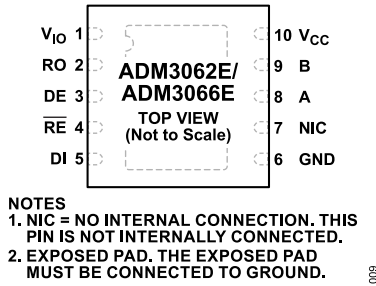 V_IO 1
RO 2
DE 3
R̅E̅ 4
DI 5
ADM3062E/
ADM3066E
TOP VIEW
(Not to Scale)
10 V_CC
9 B
8 A
7 NIC
6 GND
NOTES
1. NIC = NO INTERNAL CONNECTION. THIS
PIN IS NOT INTERNALLY CONNECTED.
2. EXPOSED PAD. THE EXPOSED PAD
MUST BE CONNECTED TO GROUND.
009